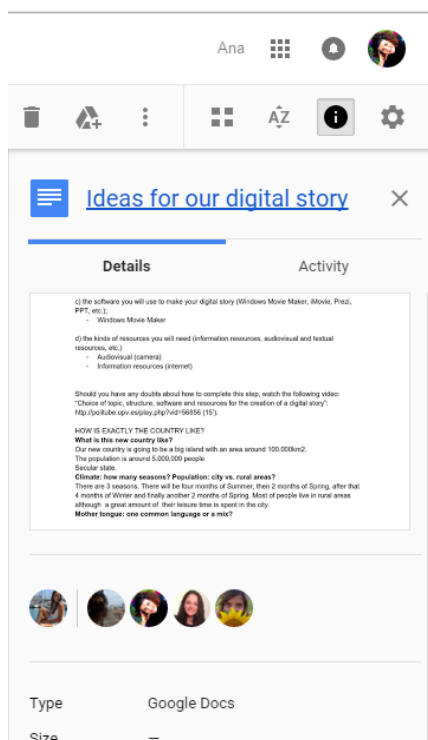 Ana
AZ
Ideas for our digital story
Details
Activity
c) the software you will use to make your digital story (Windows Movie Maker, iMovie, Prezi,
PPT, etc.);
- Windows Movie Maker
d) the kinds of resources you will need (information resources, audiovisual and textual
resources, etc.)
- Audiovisual (camera)
- Information resources (internet)
Should you have any doubts about how to complete this step, watch the following video:
"Choice of topic, structure, software and resources for the creation of a digital story":
http://politube.upv.es/play.php?vid=56856 (15').
HOW IS EXACTLY THE COUNTRY LIKE?
What is this new country like?
Our new country is going to be a big island with an area around 100.000km2.
The population is around 5.000,000 people
Secular state.
Climate: how many seasons? Population: city vs. rural areas?
There are 3 seasons. There will be four months of Summer, then 2 months of Spring, after that
4 months of Winter and finally another 2 months of Spring. Most of people live in rural areas
although a great amount of their leisure time is spent in the city.
Mother tongue: one common language or a mix?
Type
Google Docs
Size
—